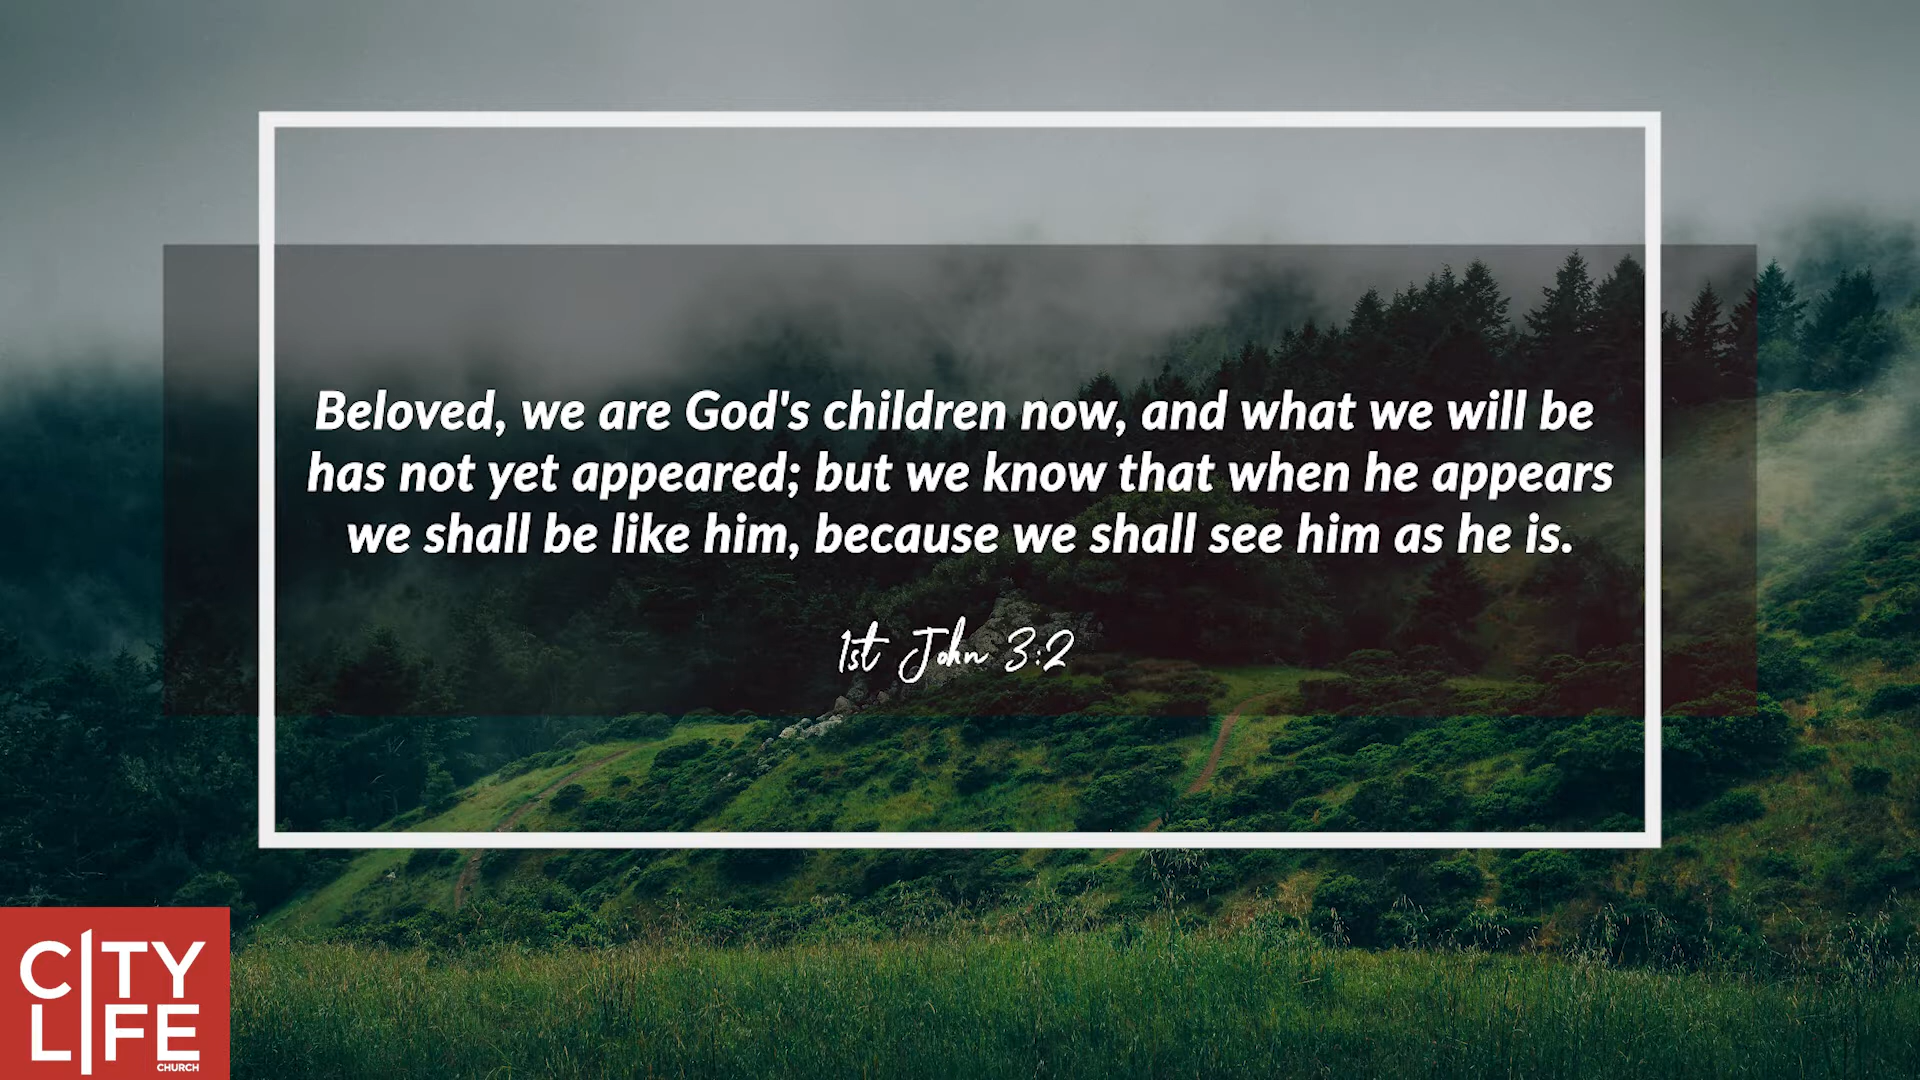 Beloved, we are God's children now, and what we will be
has not yet appeared; but we know that when he appears
we shall be like him, because we shall see him as he is.
1st John 3:2
CITY
LIFE
CHURCH